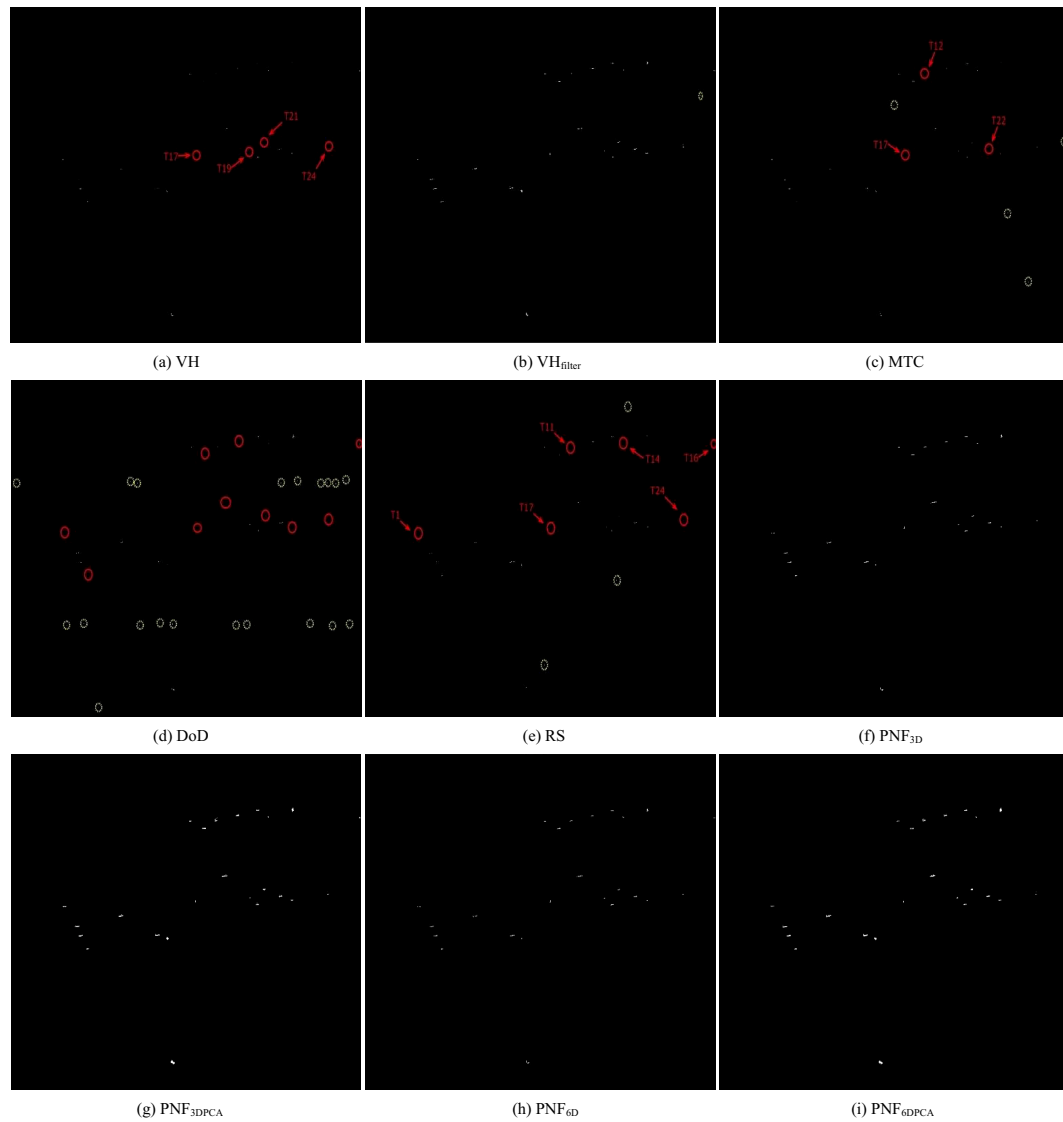 T21
T17
T19
T24
(a) VH
(b) VHfilter
T12
T22
T17
(c) MTC
(d) DoD
T11
T14
T16
T24
T17
T1
(e) RS
(f) PNF3D
(g) PNF3DPCA
(h) PNF6D
(i) PNF6DPCA